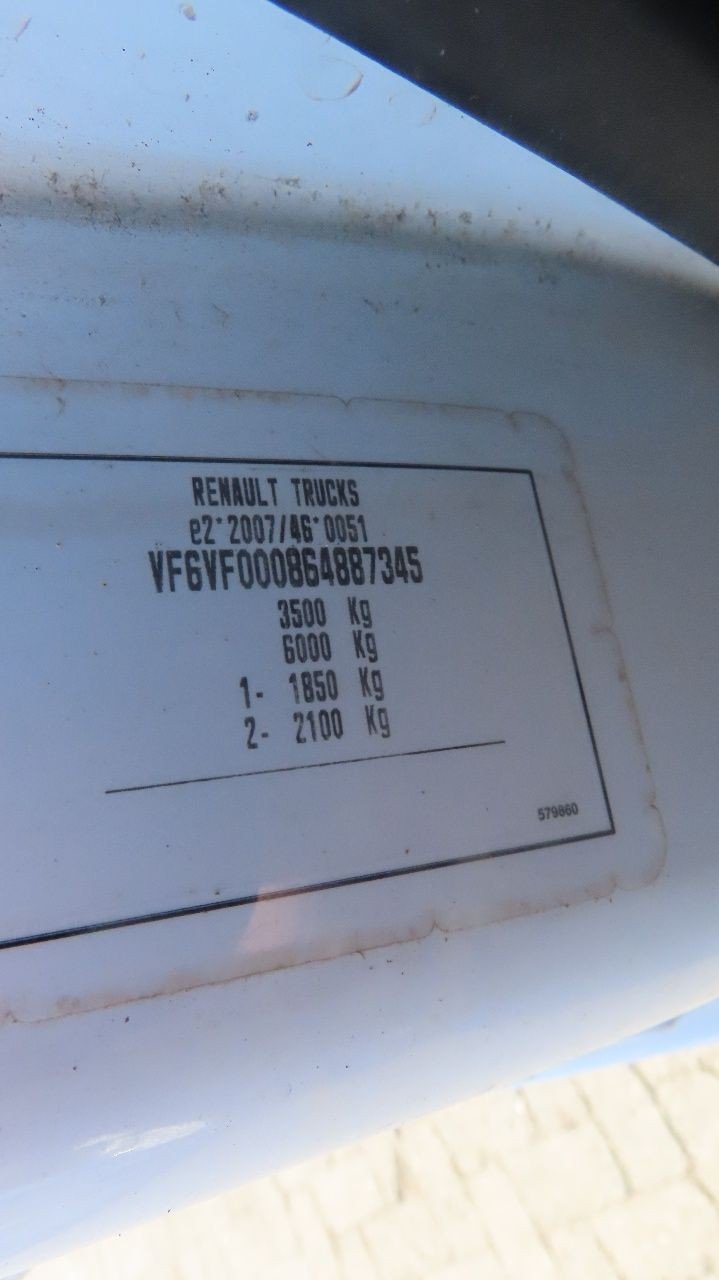 RENAULT TRUCKS
e2*2007/46*0051
VF6VF000864887345
3500 Kg
6000 Kg
1- 1850 Kg
2- 2100 Kg
579860